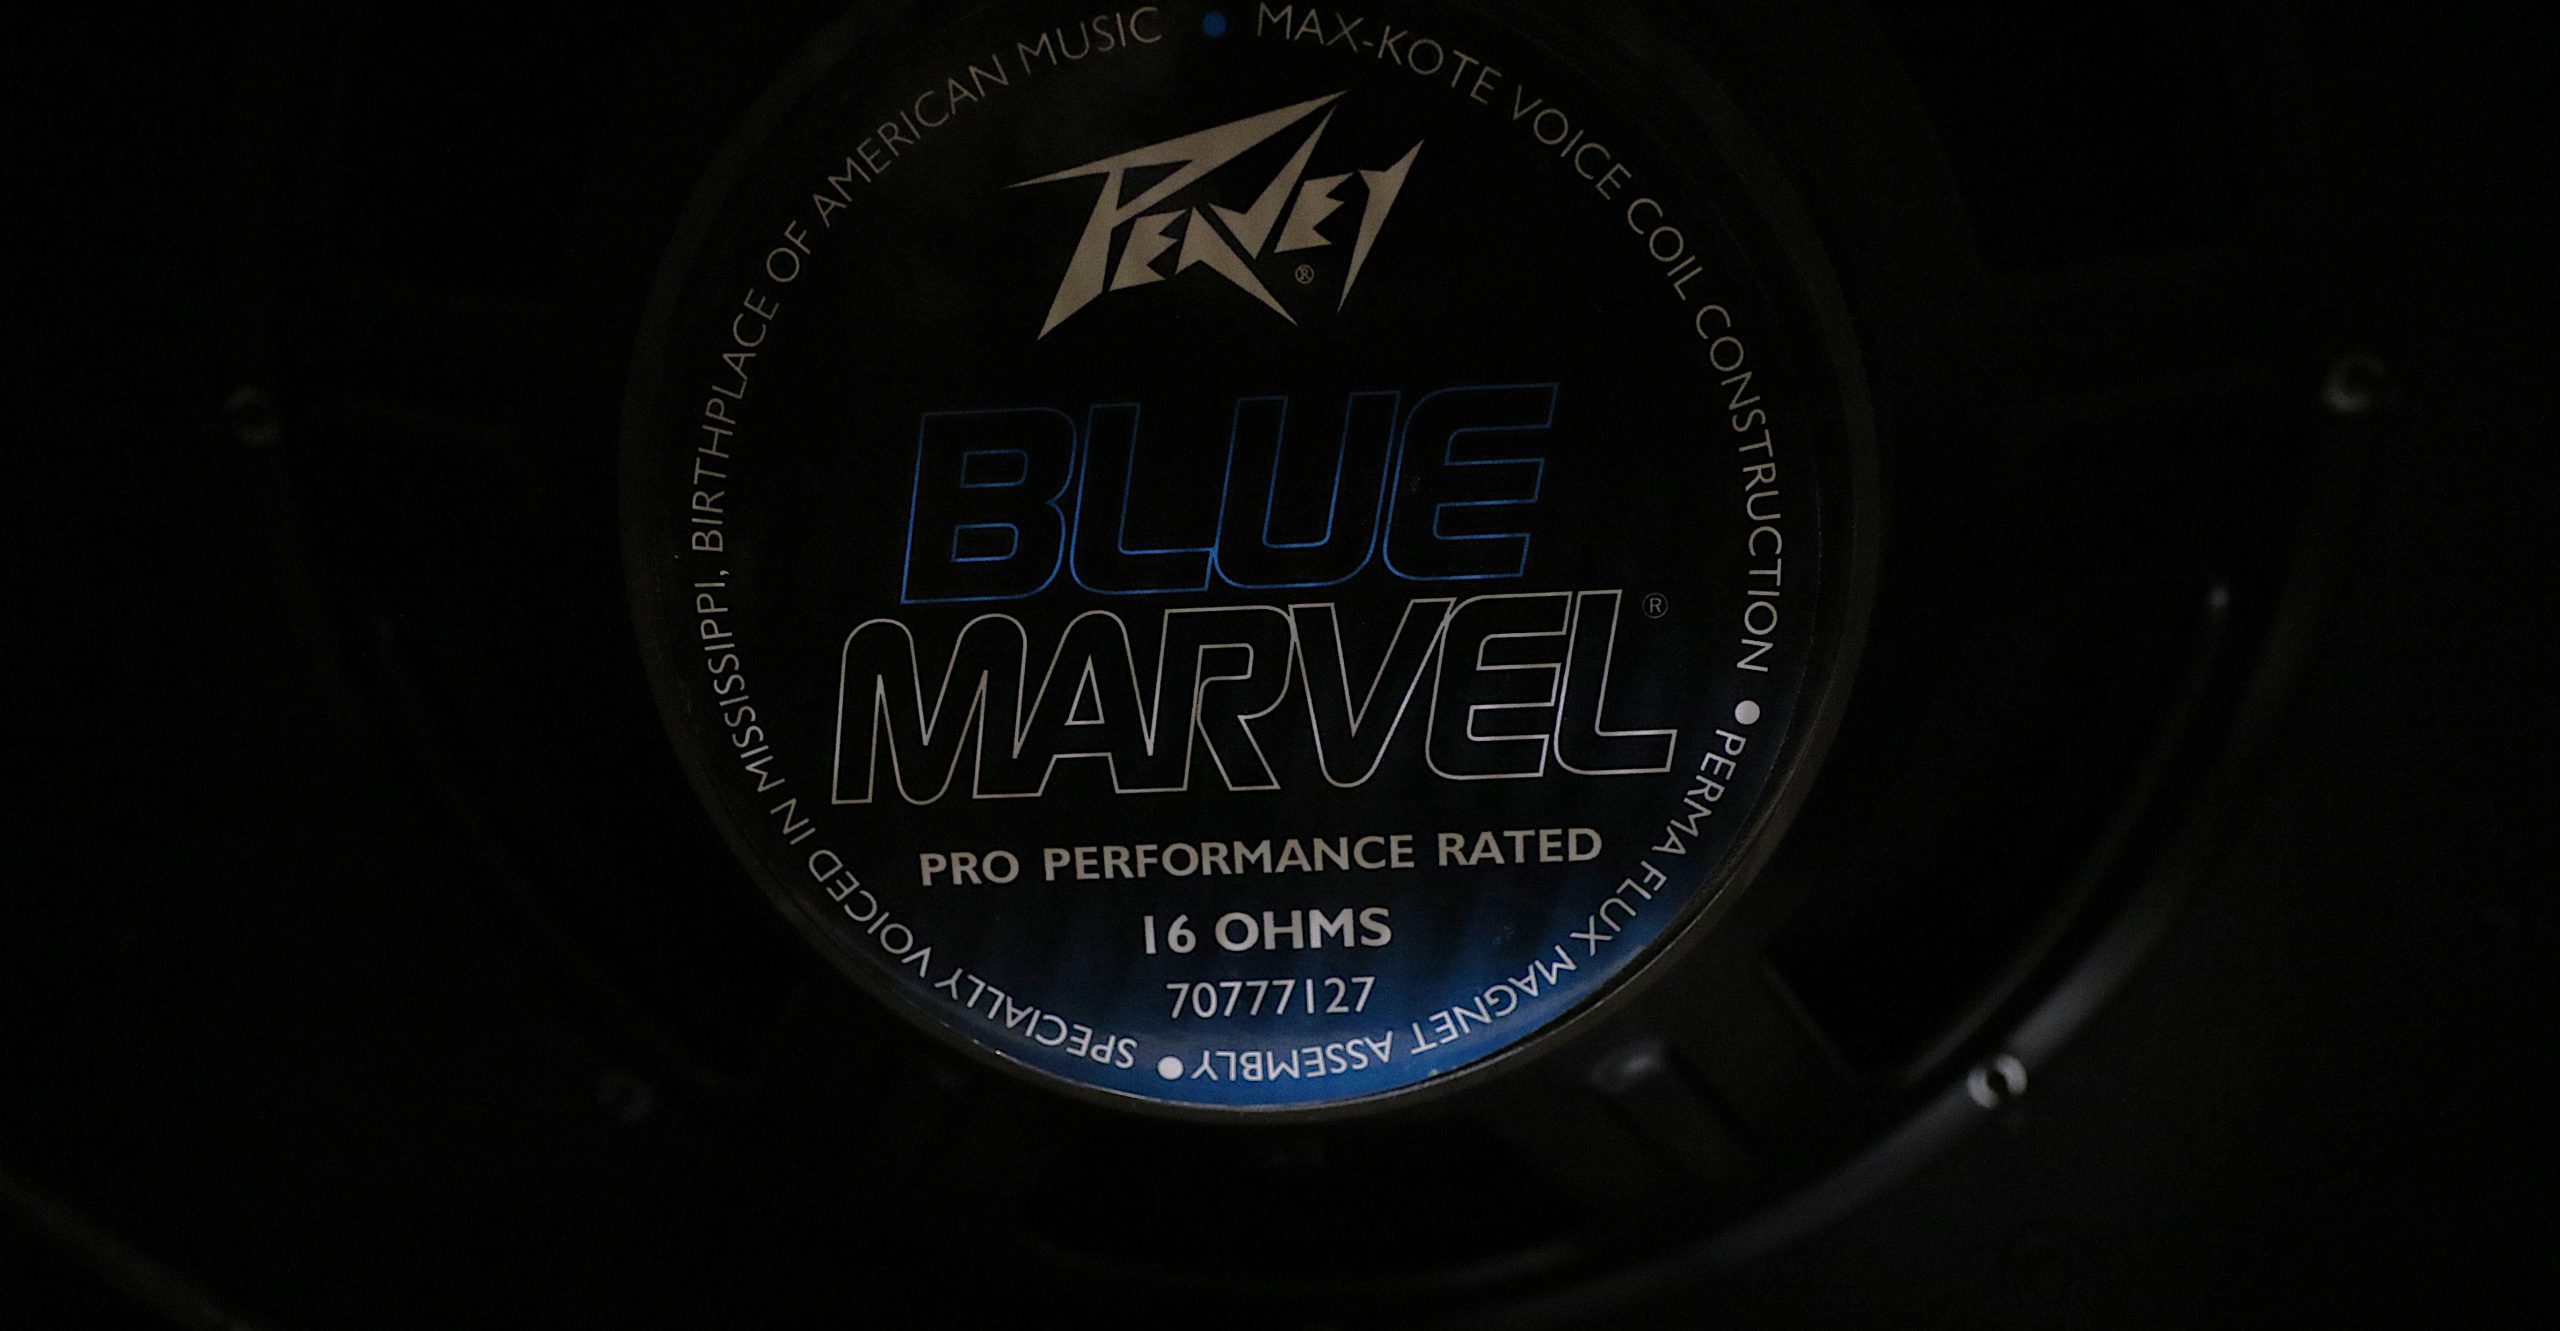 PEAVEY ®
BLUE
MARVEL ®
PRO PERFORMANCE RATED
16 OHMS
70777127
SPECIALLY VOICED IN MISSISSIPPI, BIRTHPLACE OF AMERICAN MUSIC • MAX-KOTE VOICE COIL CONSTRUCTION • PERMA FLUX MAGNET ASSEMBLY •